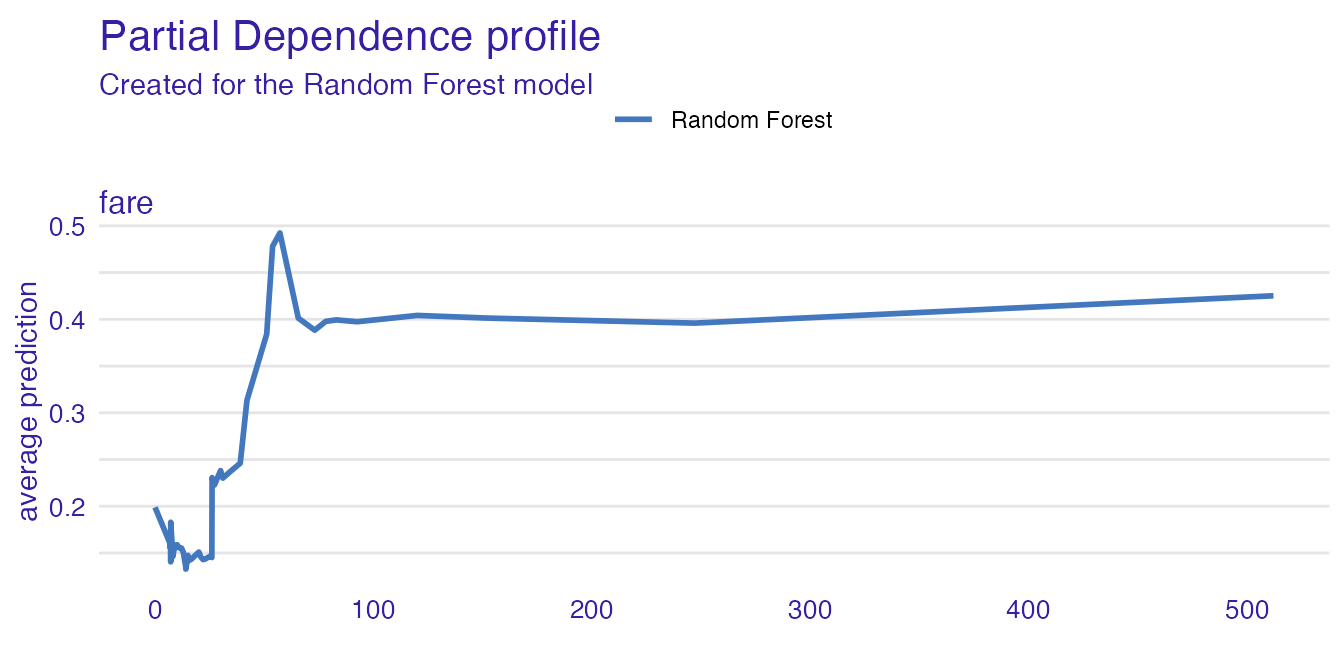 Partial Dependence profile
Created for the Random Forest model
Random Forest
fare
0.5
0.4
0.3
0.2
average prediction
0 100 200 300 400 500